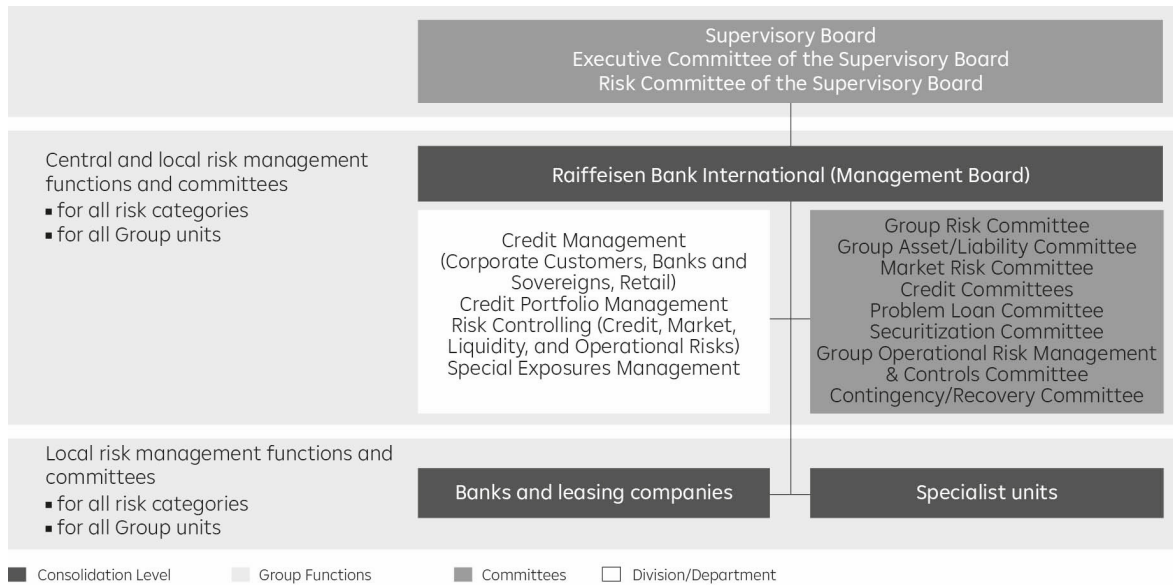 Supervisory Board
Executive Committee of the Supervisory Board
Risk Committee of the Supervisory Board
Central and local risk management
functions and committees
▪ for all risk categories
▪ for all Group units
Raiffeisen Bank International (Management Board)
Credit Management
(Corporate Customers, Banks and
Sovereigns, Retail)
Credit Portfolio Management
Risk Controlling (Credit, Market,
Liquidity, and Operational Risks)
Special Exposures Management
Group Risk Committee
Group Asset/Liability Committee
Market Risk Committee
Credit Committees
Problem Loan Committee
Securitization Committee
Group Operational Risk Management
& Controls Committee
Contingency/Recovery Committee
Local risk management functions and
committees
▪ for all risk categories
▪ for all Group units
Banks and leasing companies
Specialist units
Consolidation Level
Group Functions
Committees
Division/Department